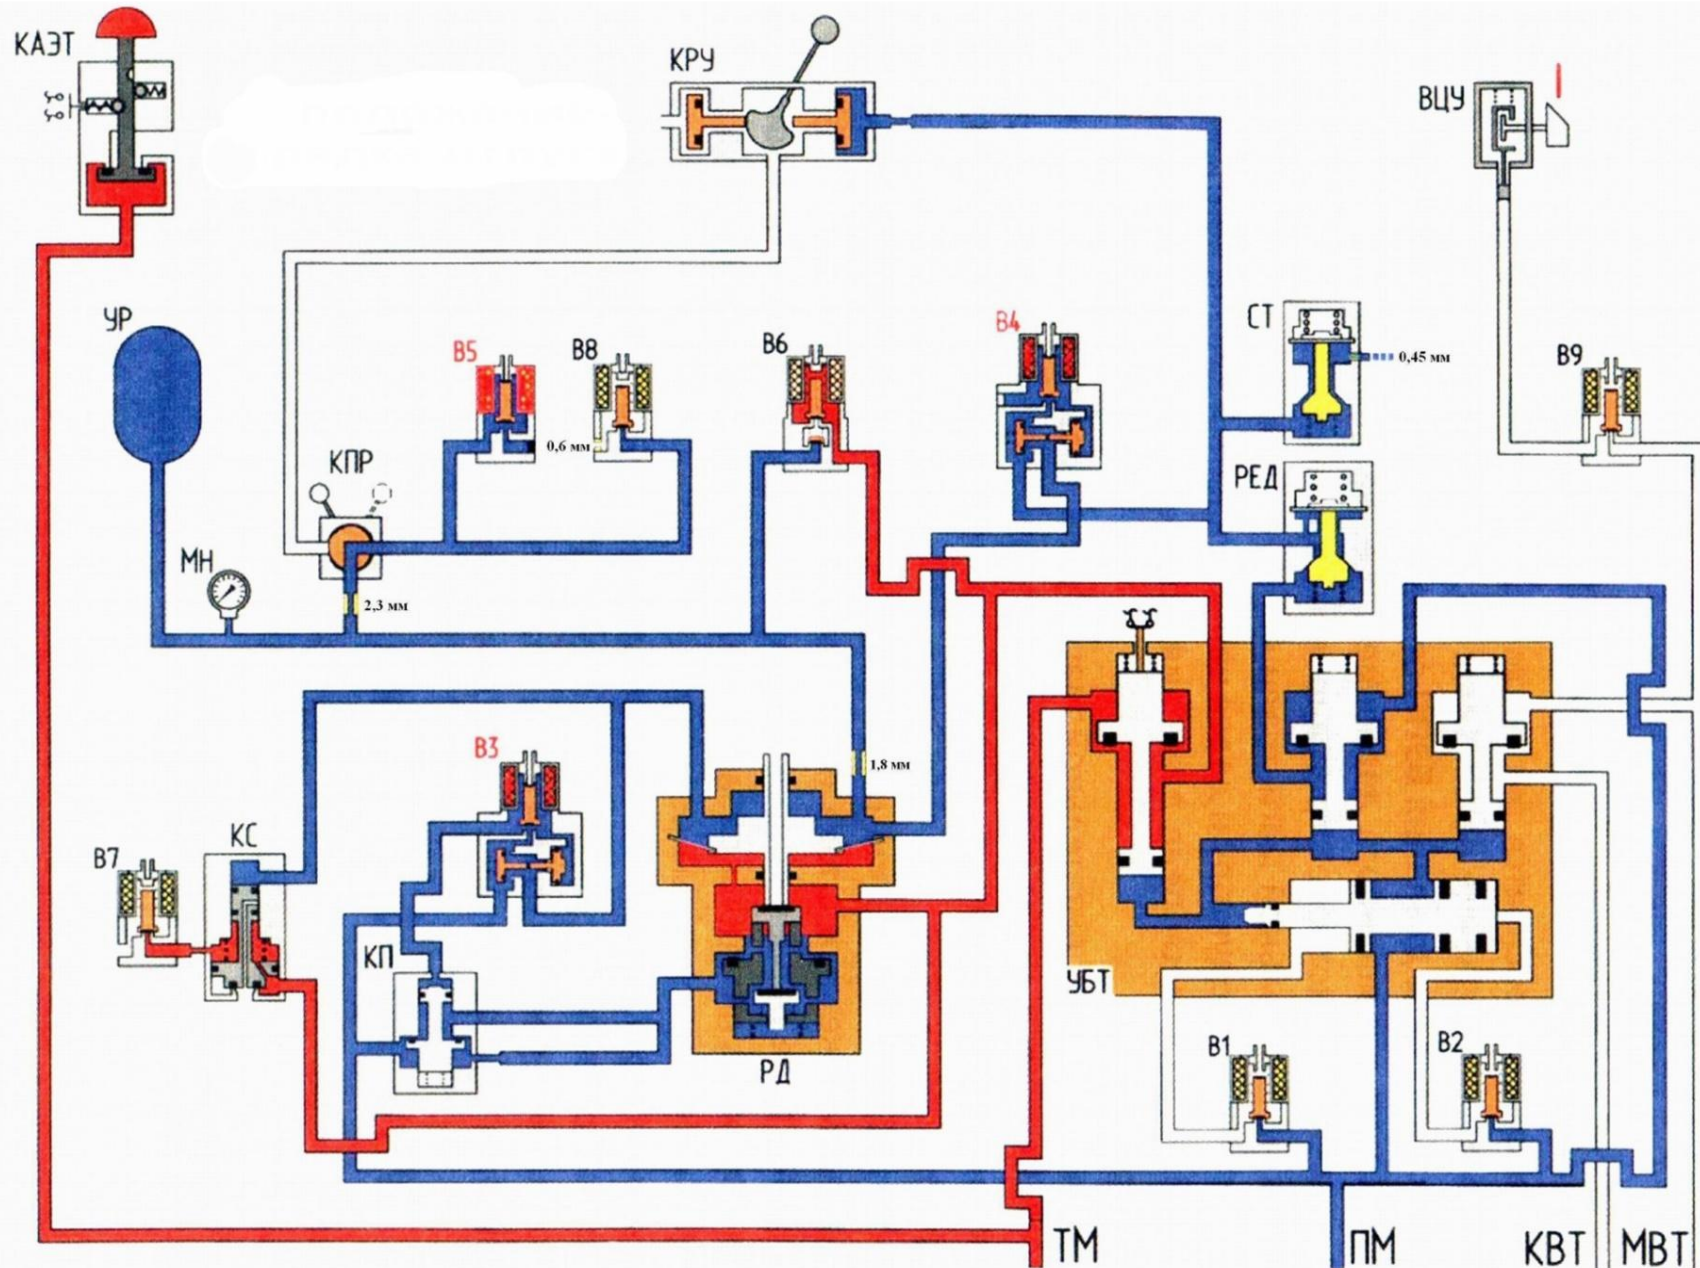 КАЭТ
КРУ
ВЦУ
УР
СТ
0,45 мм
В5
В8
В6
В4
В9
0,6 мм
КПР
РЕД
МН
2,3 мм
В3
1,8 мм
КС
В7
КП
УБТ
РД
В1
В2
ТМ
ПМ
КВТ
МВТ